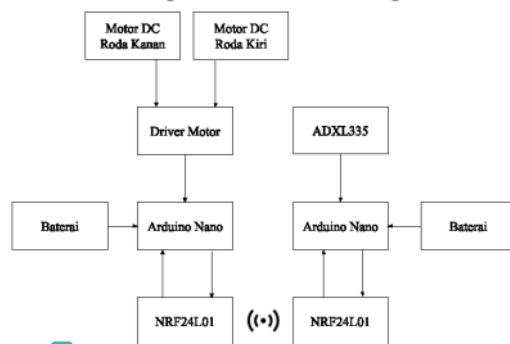 Motor DC
Roda Kanan
Motor DC
Roda Kiri
Driver Motor
ADXL335
Baterai
Arduino Nano
Arduino Nano
Baterai
NRF24L01
NRF24L01